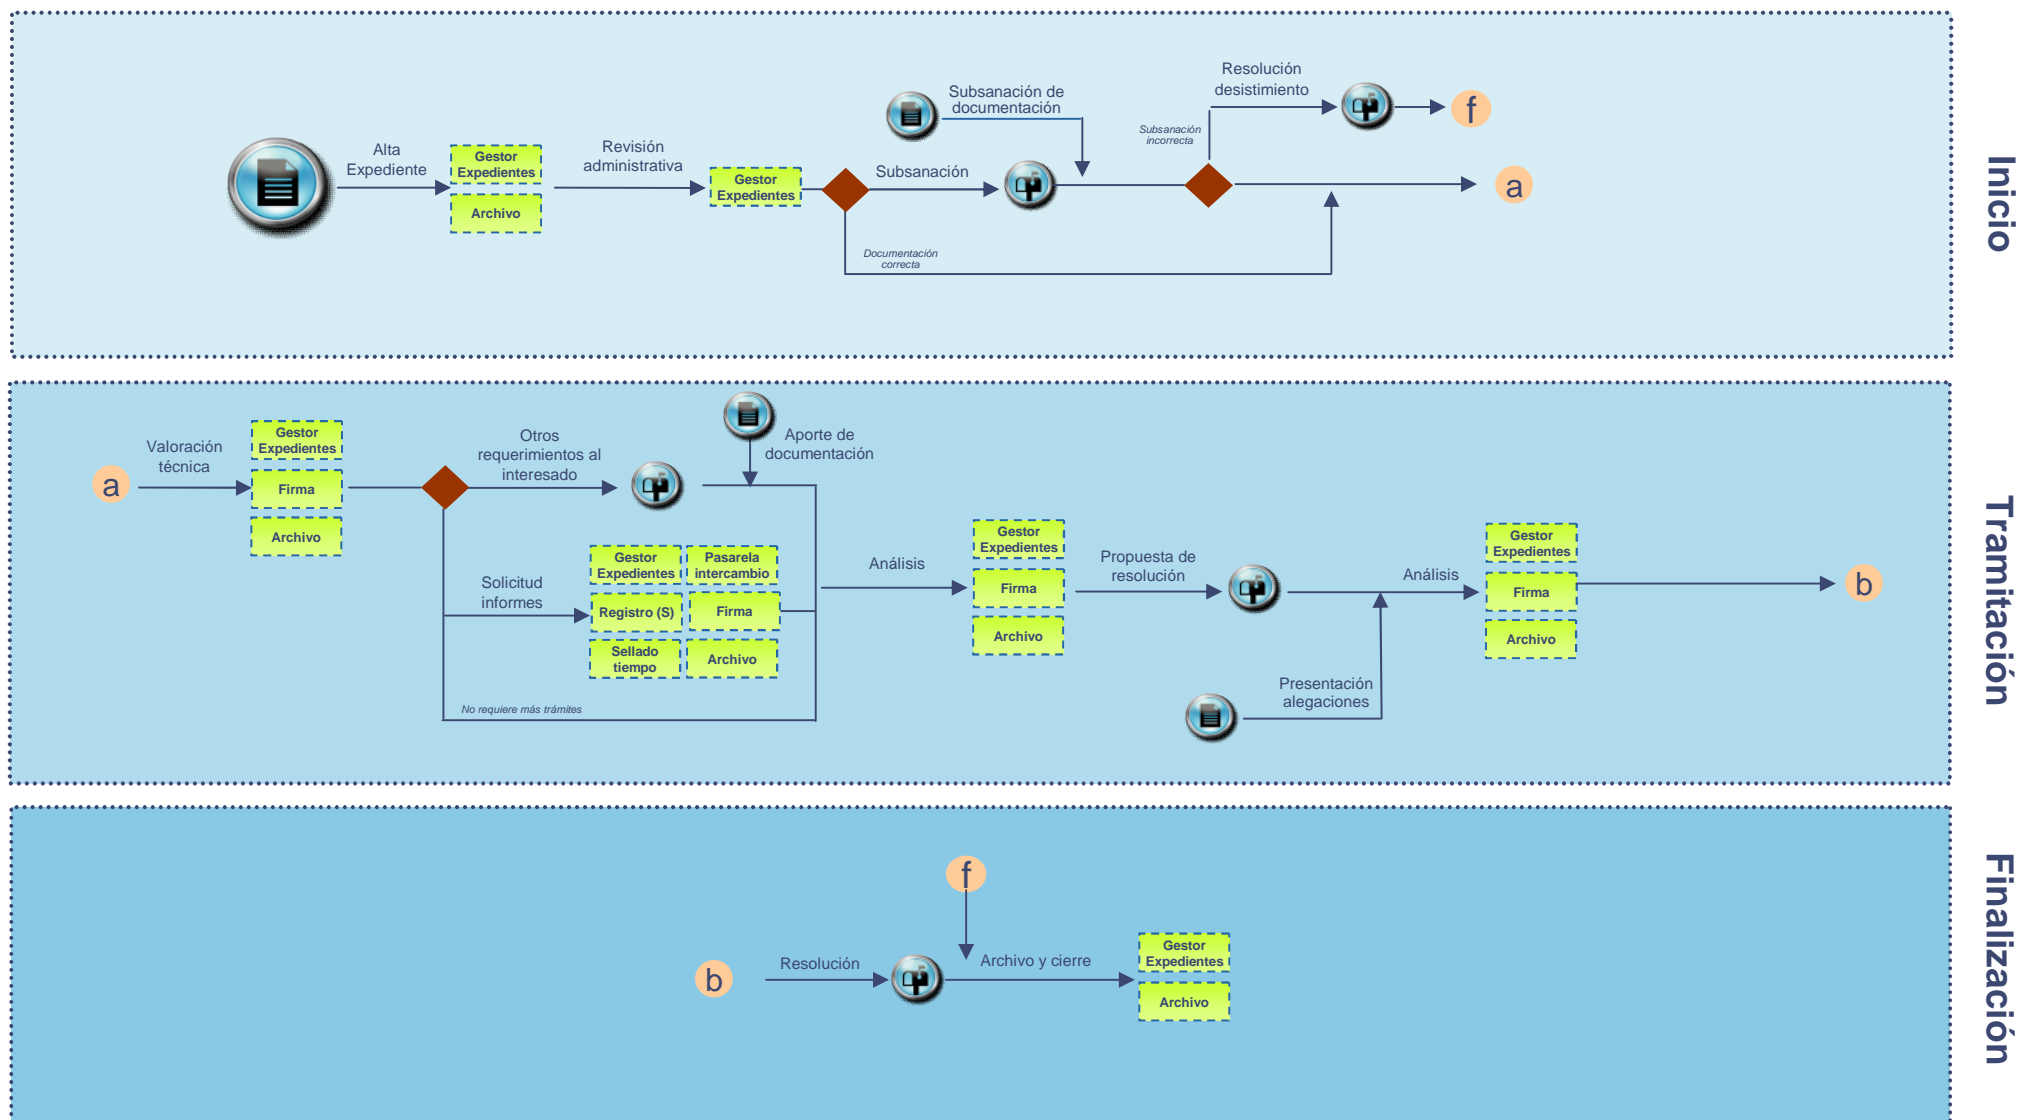 Inicio
Alta
Expediente
Gestor
Expedientes
Archivo
Revisión
administrativa
Gestor
Expedientes
Subsanación de
documentación
Subsanación
Documentación
correcta
Subsanación
incorrecta
Resolución
desistimiento
f
a
Tramitación
a
Valoración
técnica
Gestor
Expedientes
Firma
Archivo
Otros
requerimientos al
interesado
Aporte de
documentación
Solicitud
informes
Gestor
Expedientes
Pasarela
intercambio
Registro (S)
Firma
Sellado
tiempo
Archivo
No requiere más trámites
Análisis
Gestor
Expedientes
Firma
Archivo
Propuesta de
resolución
Presentación
alegaciones
Análisis
Gestor
Expedientes
Firma
Archivo
b
Finalización
f
b
Resolución
Archivo y cierre
Gestor
Expedientes
Archivo